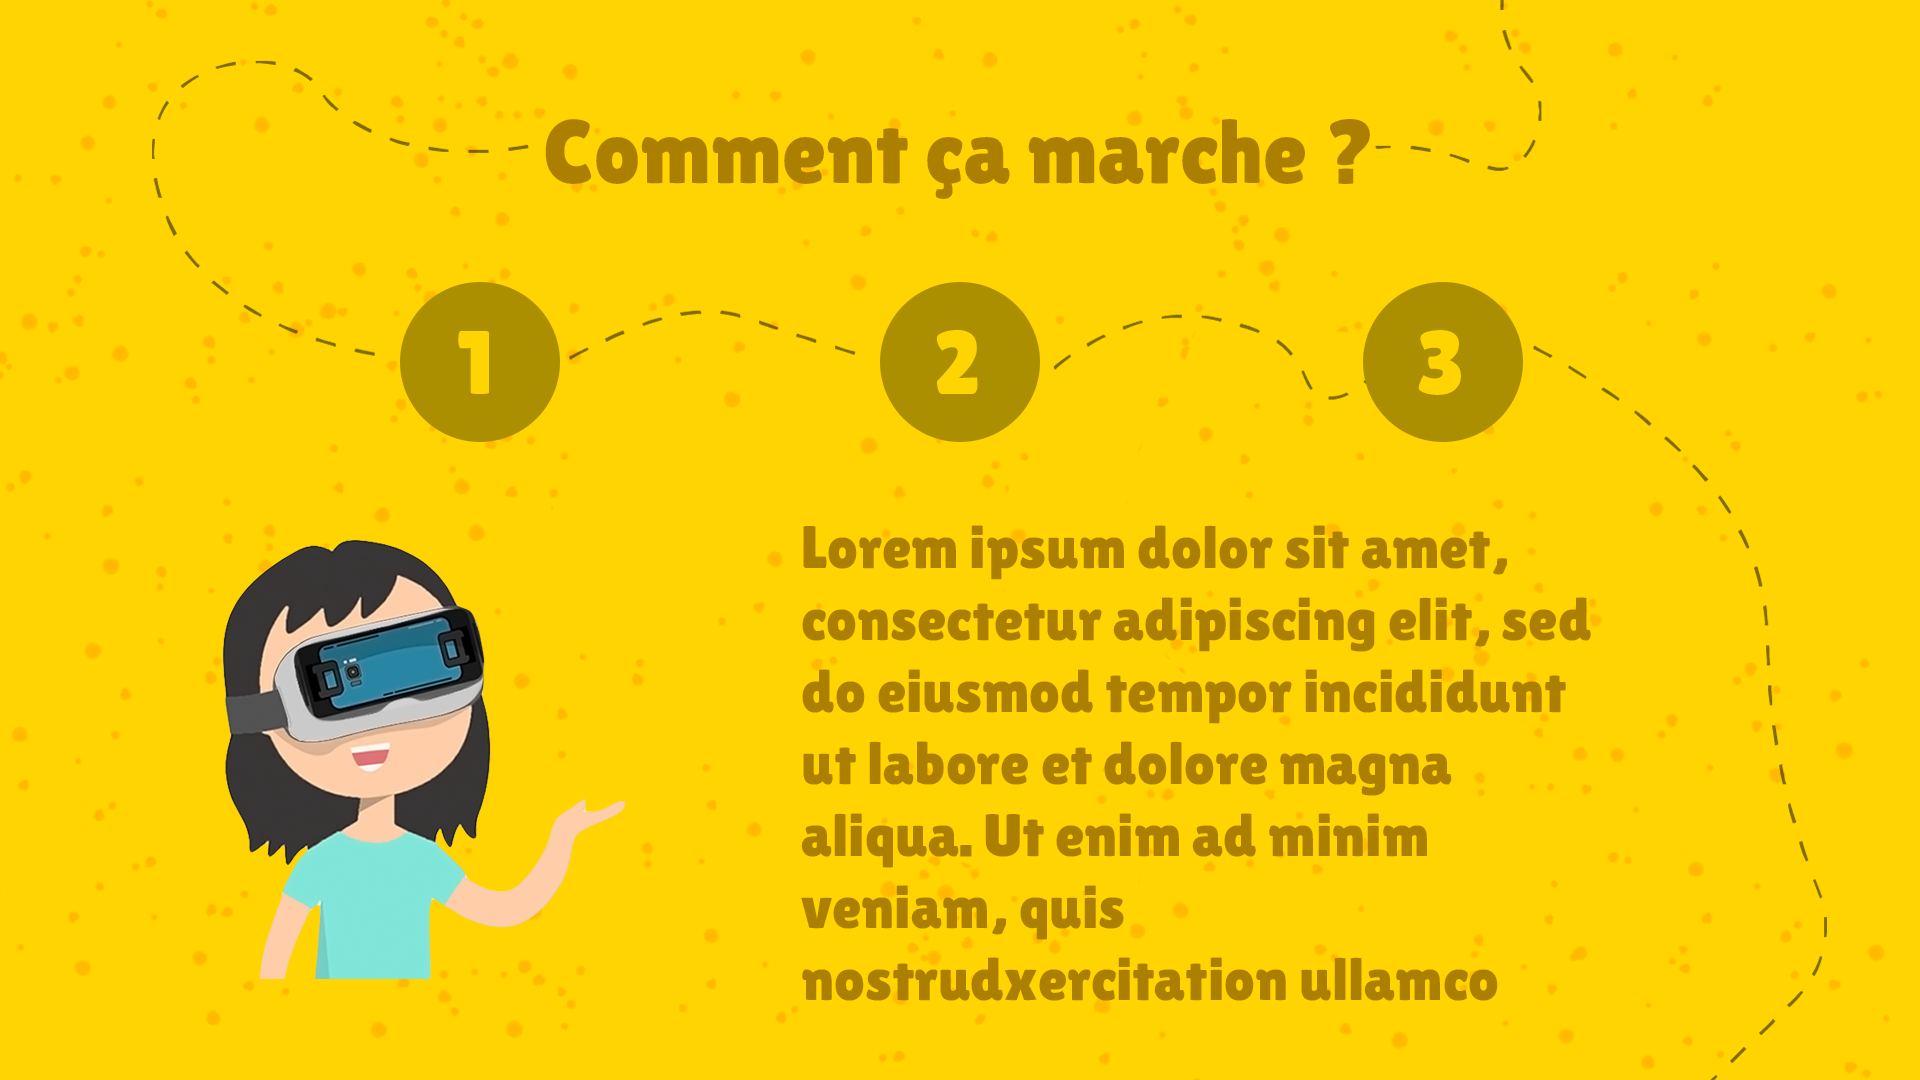 Comment ça marche ?
1 2 3
Lorem ipsum dolor sit amet,
consectetur adipiscing elit, sed
do eiusmod tempor incididunt
ut labore et dolore magna
aliqua. Ut enim ad minim
veniam, quis
nostrudxercitation ullamco